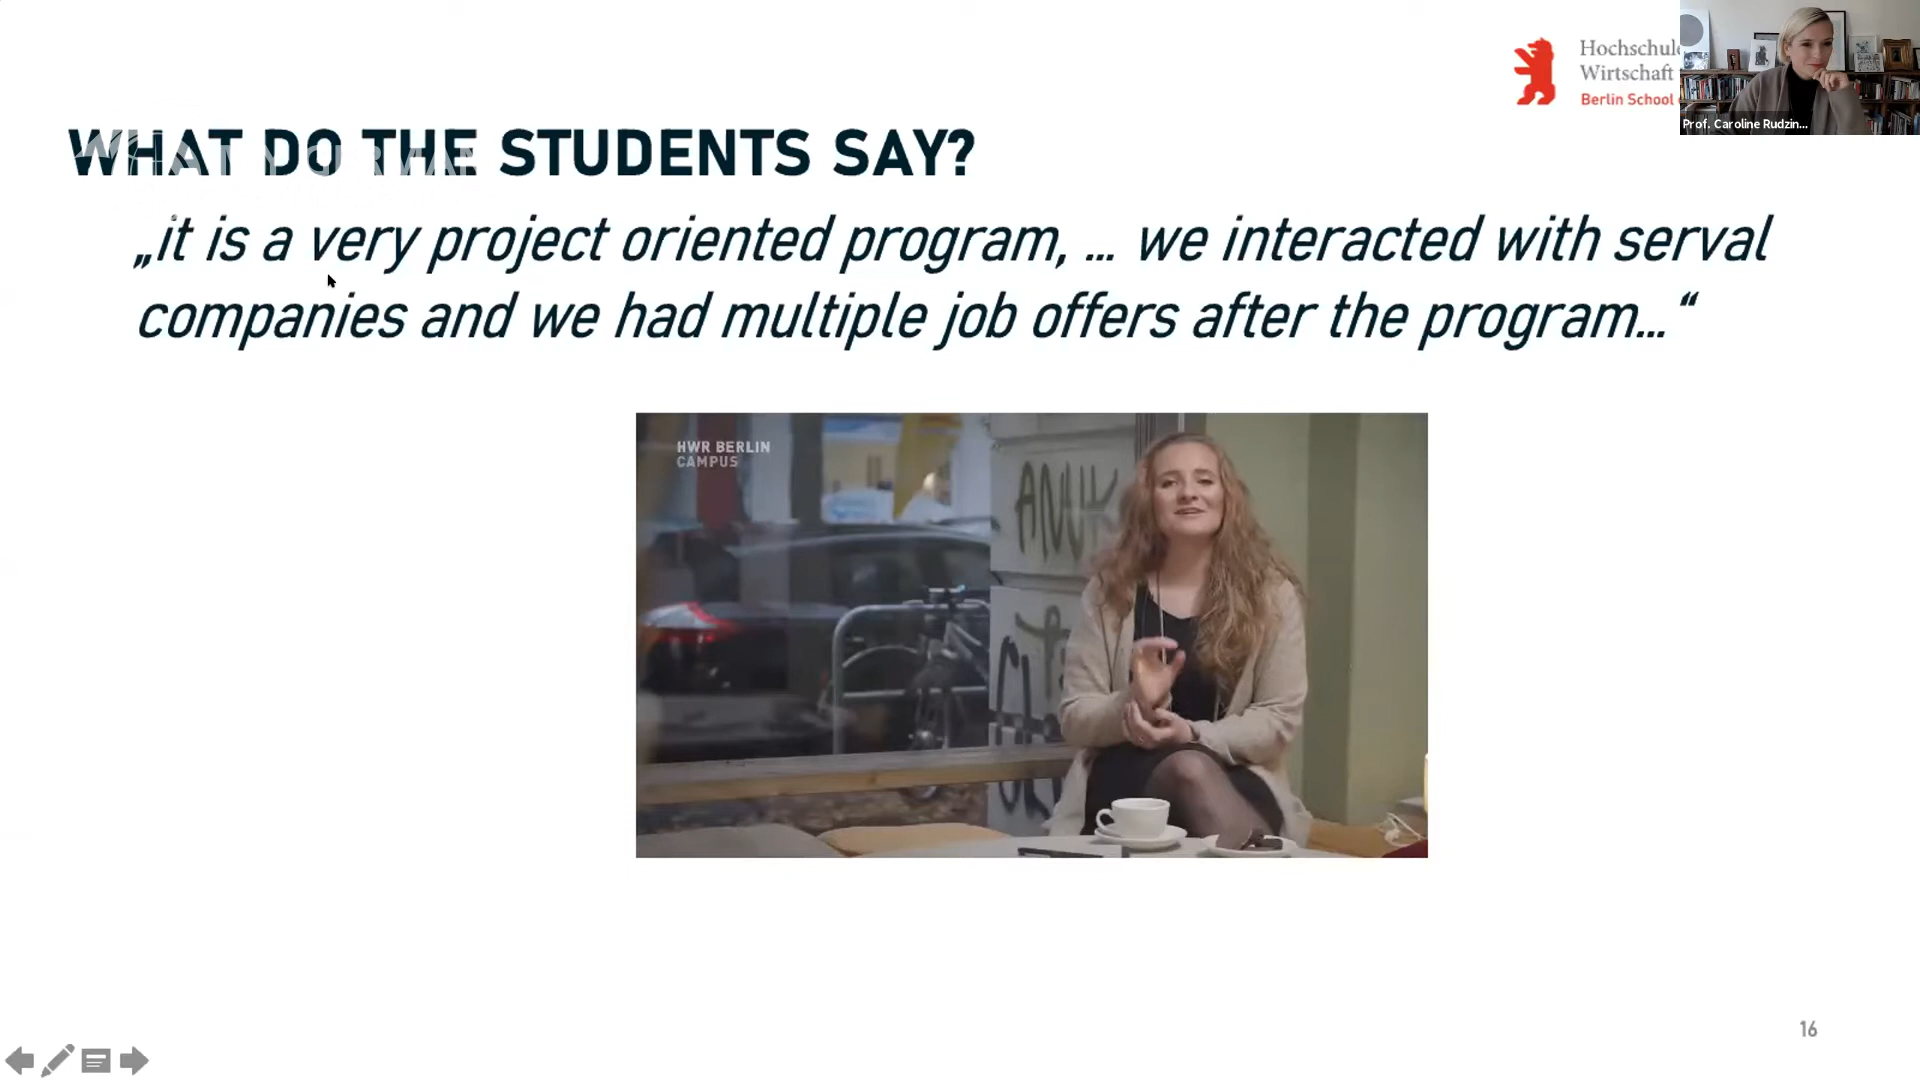 Hochschule
Wirtschaft
Berlin School
Prof. Caroline Rudzin...
WHAT DO THE STUDENTS SAY?
„it is a very project oriented program, ... we interacted with serval
companies and we had multiple job offers after the program...“
HWR BERLIN
CAMPUS
ANUK
16